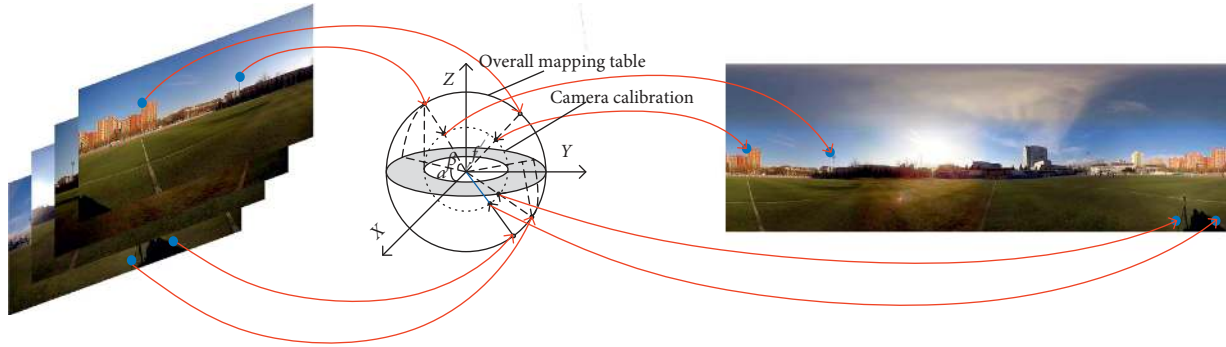 Overall mapping table
Z
Camera calibration
Y
β
f
a
X